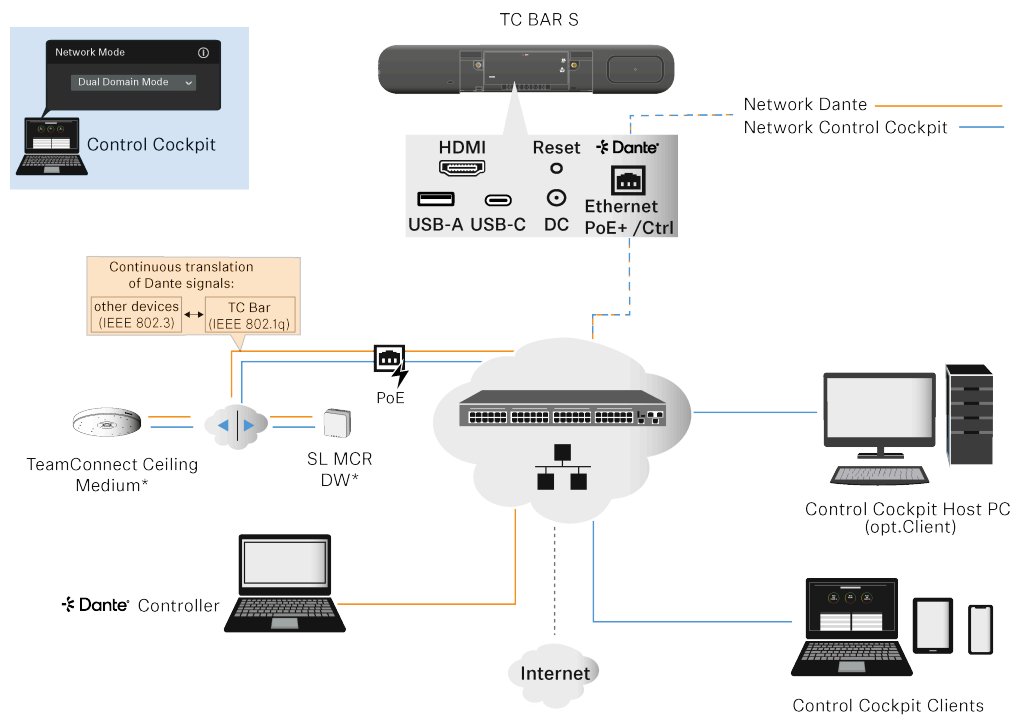 TC BAR S
Network Mode
Dual Domain Mode
Control Cockpit
Network Dante
Network Control Cockpit
HDMI
Reset
Dante®
USB-A
USB-C
DC
Ethernet
PoE+ /Ctrl
Continuous translation
of Dante signals:
other devices
(IEEE 802.3)
TC Bar
(IEEE 802.1q)
PoE
TeamConnect Ceiling
Medium*
SL MCR
DW*
Control Cockpit Host PC
(opt.Client)
Dante® Controller
Internet
Control Cockpit Clients